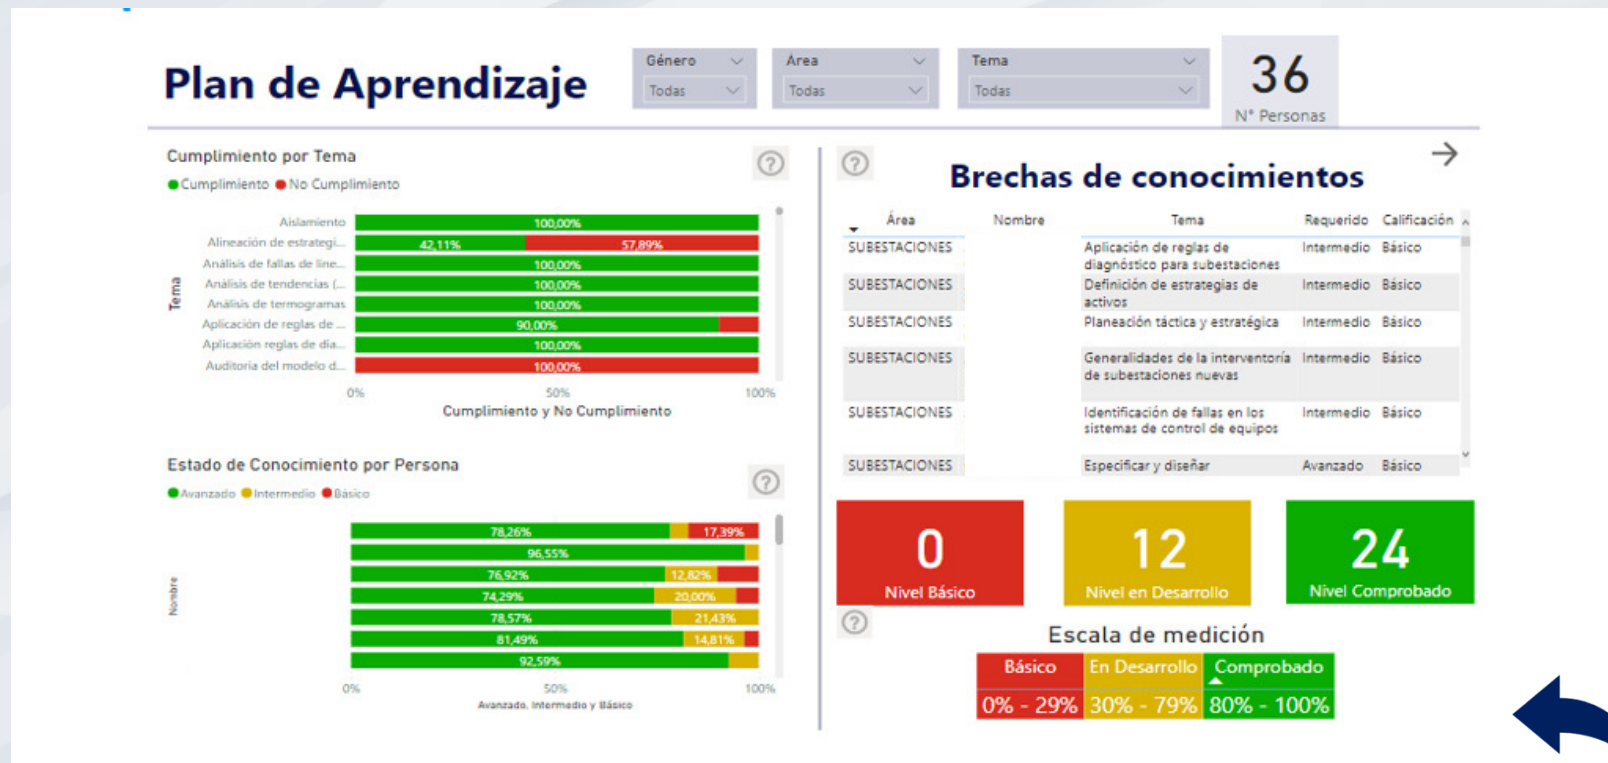 Plan de Aprendizaje
Género
Todas
Área
Todas
Tema
Todas
36
N° Personas
Cumplimiento por Tema
Cumplimiento No Cumplimiento
Tema
Aislamiento 100,00%
Alineación de estrategi... 42,11% 57,89%
Análisis de fallas de line... 100,00%
Análisis de tendencias (... 100,00%
Análisis de termogramas 100,00%
Aplicación de reglas de ... 90,00%
Aplicación reglas de dia... 100,00%
Auditoria del modelo d... 100,00%
0% 50% 100%
Cumplimiento y No Cumplimiento
Estado de Conocimiento por Persona
Avanzado Intermedio Básico
Nombre
78,26% 17,39%
96,55%
76,92% 12,82%
74,29% 20,00%
78,57% 21,43%
81,49% 14,81%
92,59%
0% 50% 100%
Avanzado, Intermedio y Básico
Brechas de conocimientos
Área Nombre Tema Requerido Calificación
SUBESTACIONES Aplicación de reglas de Intermedio Básico
diagnóstico para subestaciones
SUBESTACIONES Definición de estrategias de Intermedio Básico
activos
SUBESTACIONES Planeación táctica y estratégica Intermedio Básico
SUBESTACIONES Generalidades de la interventoría Intermedio Básico
de subestaciones nuevas
SUBESTACIONES Identificación de fallas en los Intermedio Básico
sistemas de control de equipos
SUBESTACIONES Especificar y diseñar Avanzado Básico
0
Nivel Básico
12
Nivel en Desarrollo
24
Nivel Comprobado
Escala de medición
Básico En Desarrollo Comprobado
0% - 29% 30% - 79% 80% - 100%